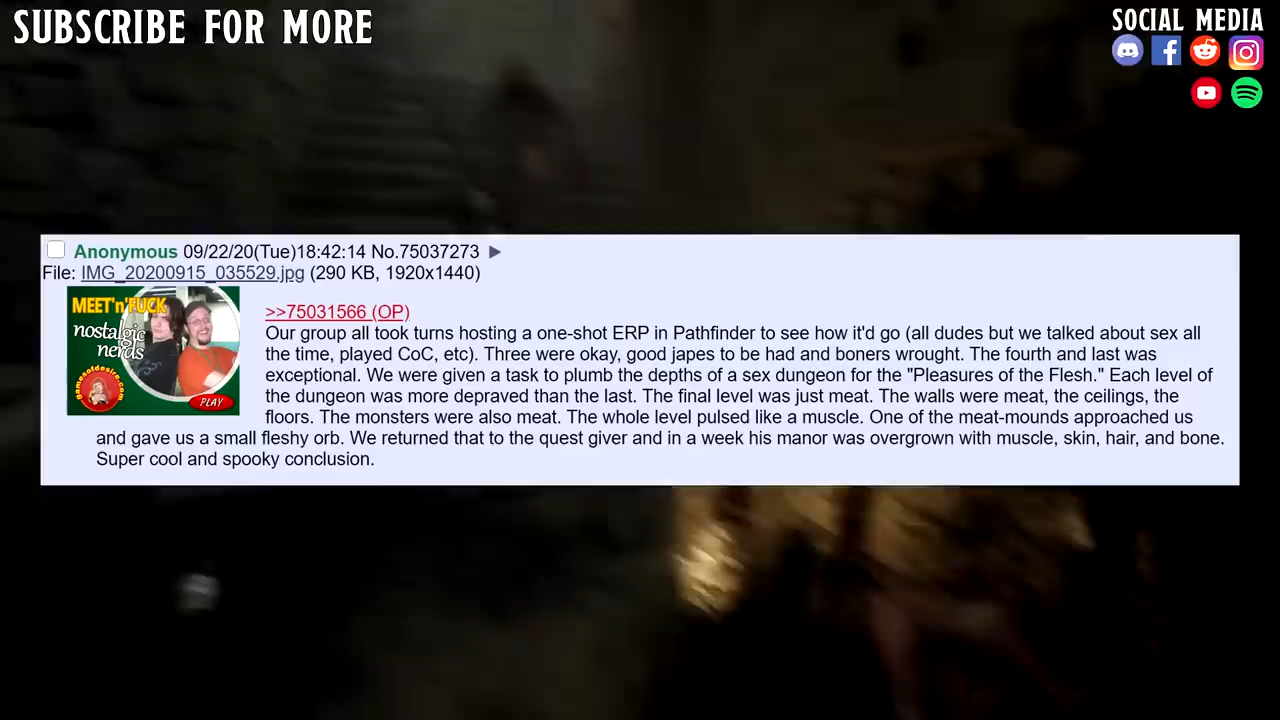 SUBSCRIBE FOR MORE
SOCIAL MEDIA
Anonymous 09/22/20(Tue)18:42:14 No.75037273 ▶
File: IMG_20200915_035529.jpg (290 KB, 1920x1440)
MEET'n'FUCK
nostalgic
nerds
gamesofdesire.com
PLAY
>>75031566 (OP)
Our group all took turns hosting a one-shot ERP in Pathfinder to see how it'd go (all dudes but we talked about sex all
the time, played CoC, etc). Three were okay, good japes to be had and boners wrought. The fourth and last was
exceptional. We were given a task to plumb the depths of a sex dungeon for the "Pleasures of the Flesh." Each level of
the dungeon was more depraved than the last. The final level was just meat. The walls were meat, the ceilings, the
floors. The monsters were also meat. The whole level pulsed like a muscle. One of the meat-mounds approached us
and gave us a small fleshy orb. We returned that to the quest giver and in a week his manor was overgrown with muscle, skin, hair, and bone.
Super cool and spooky conclusion.